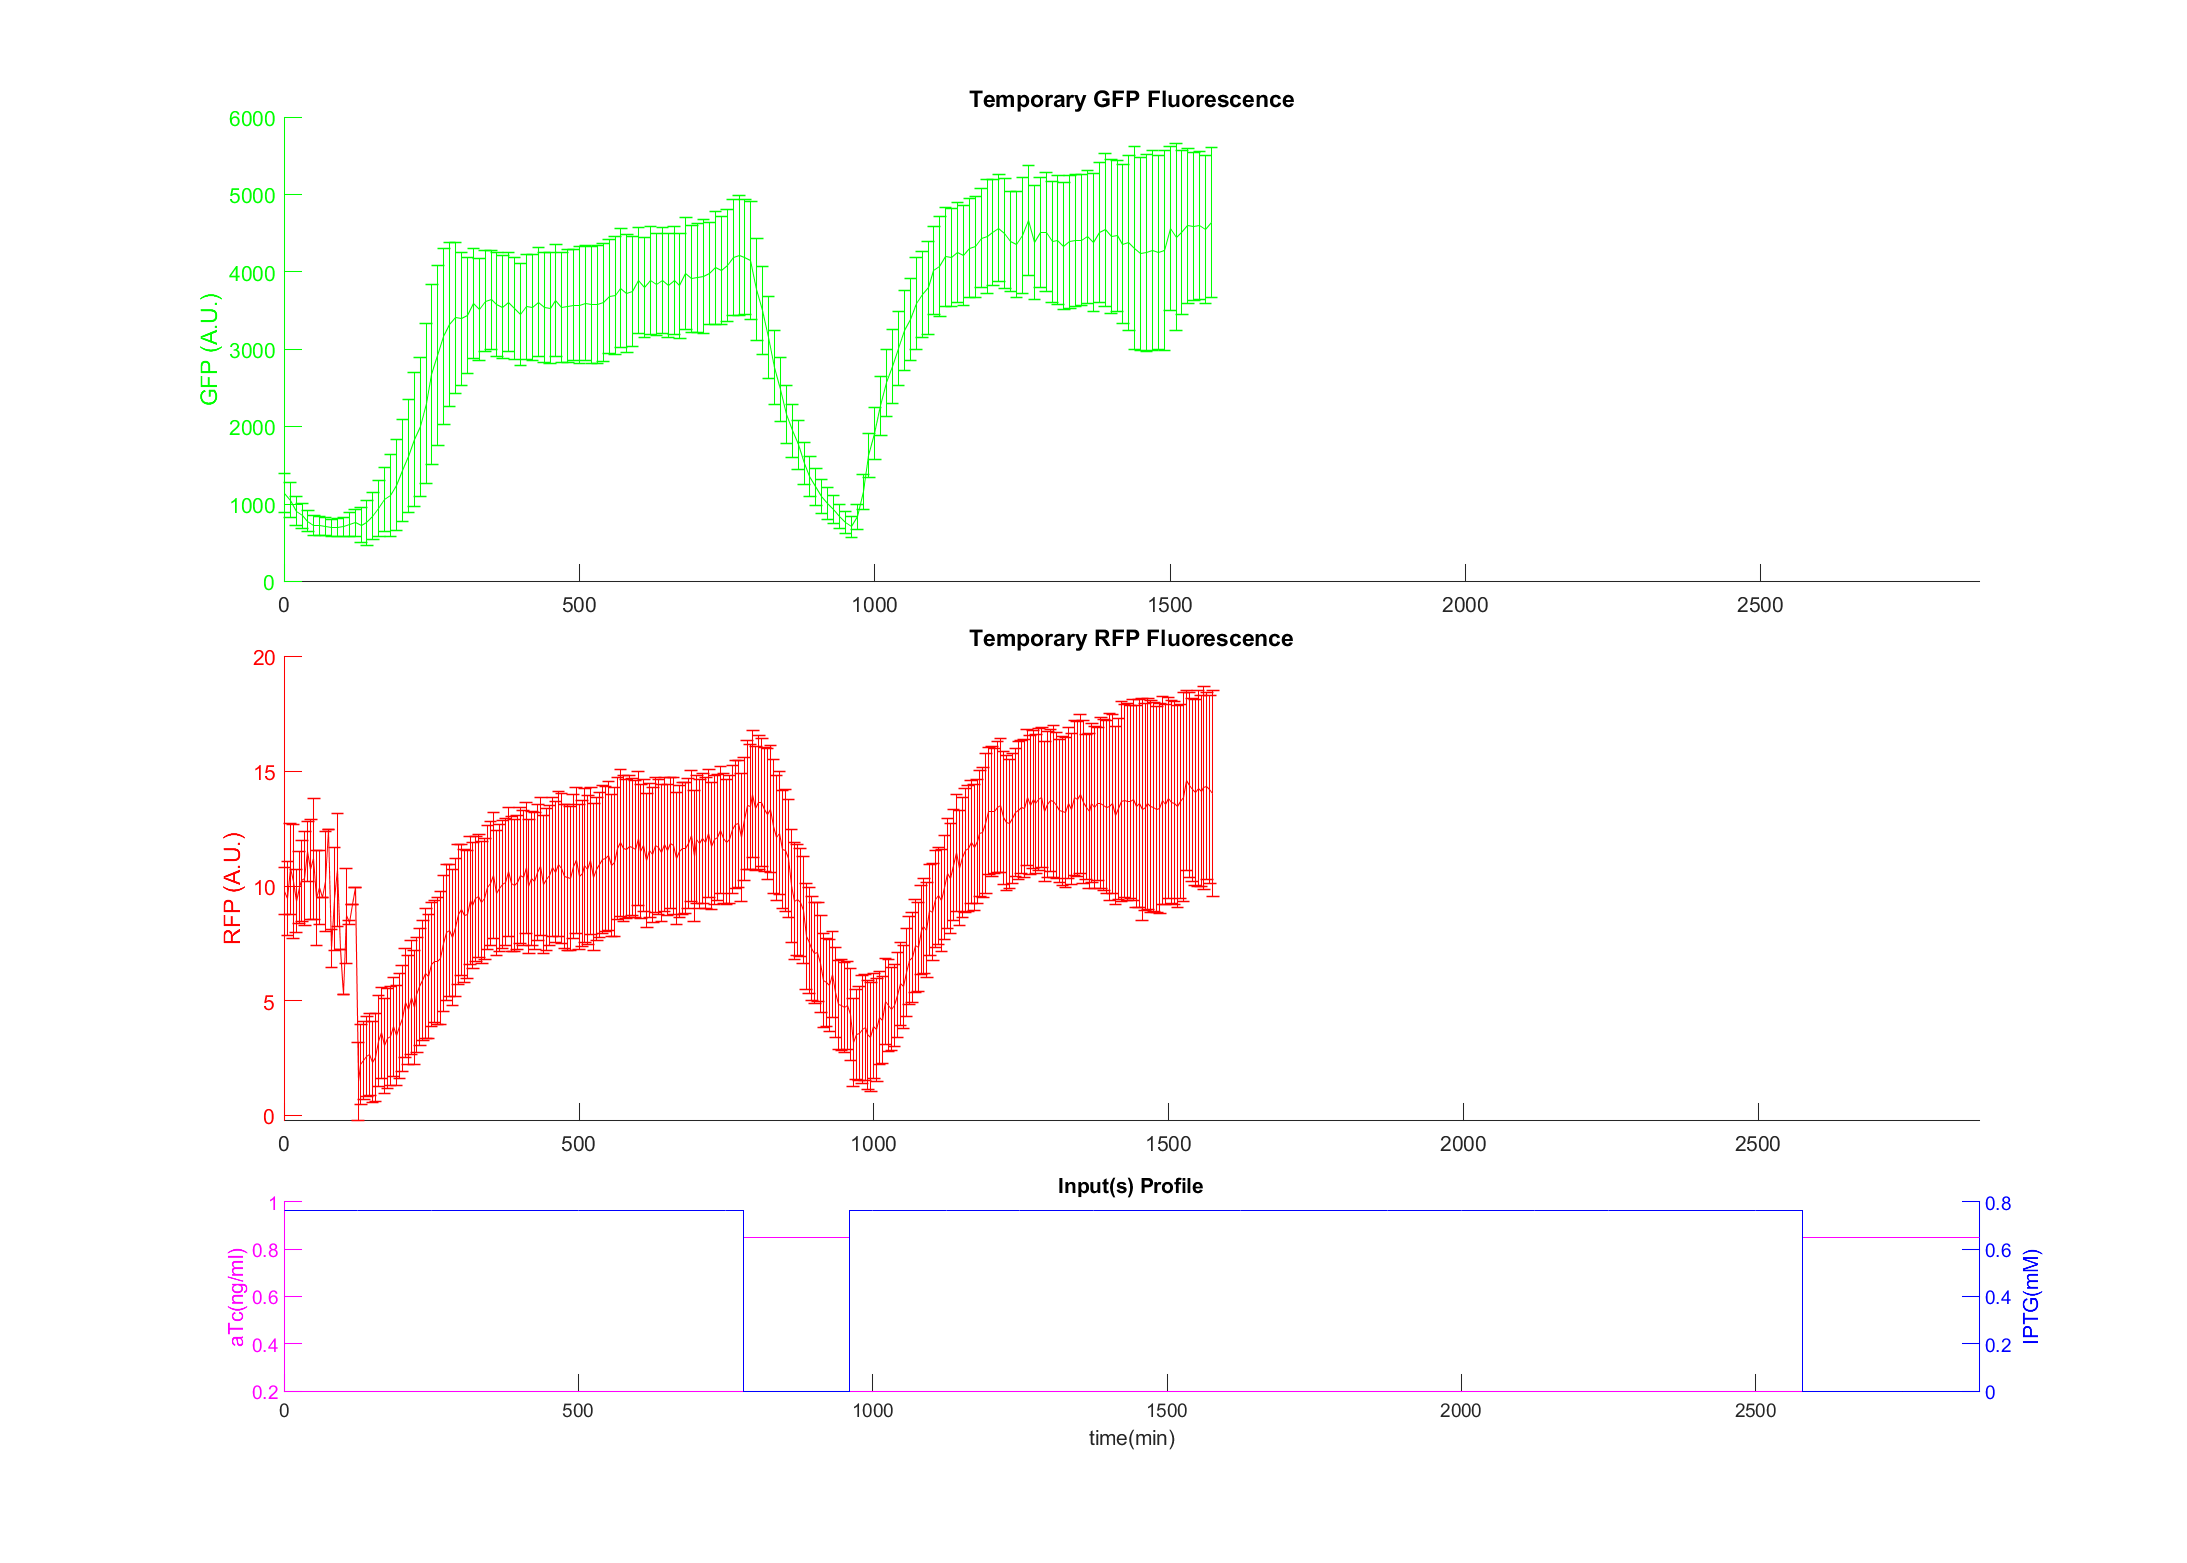 Temporary GFP Fluorescence
6000
5000
4000
3000
2000
1000
0
GFP (A.U.)
0 500 1000 1500 2000 2500
Temporary RFP Fluorescence
20
15
10
5
0
RFP (A.U.)
0 500 1000 1500 2000 2500
Input(s) Profile
1
0.8
0.6
0.4
0.2
aTc(ng/ml)
0.8
0.6
0.4
0.2
0
IPTG(mM)
0 500 1000 1500 2000 2500
time(min)